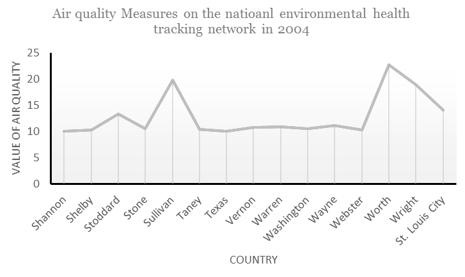 Air quality Measures on the natioanl environmental health
tracking network in 2004
VALUE OF AIR QUALITY
25
20
15
10
5
0
Shannon
Shelby
Stoddard
Stone
Sullivan
Taney
Texas
Vernon
Warren
Washington
Wayne
Webster
Worth
Wright
St. Louis City
COUNTRY